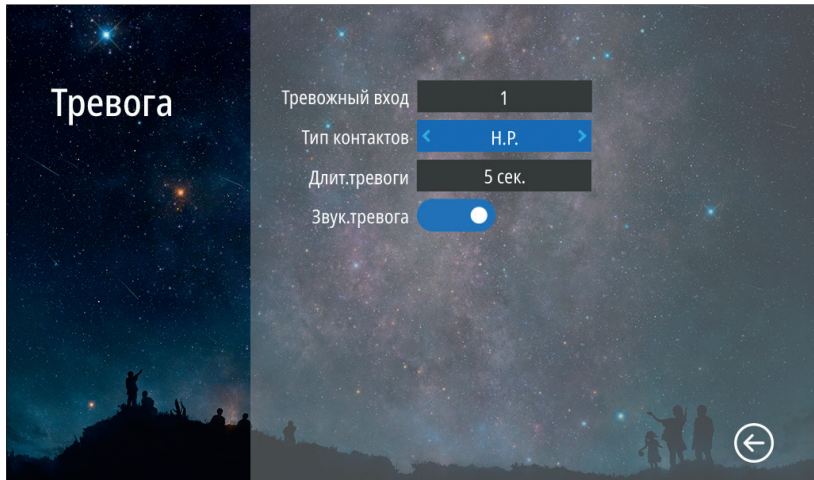 Тревога
Тревожный вход 1
Тип контактов Н.Р.
Длит.тревоги 5 сек.
Звук.тревога